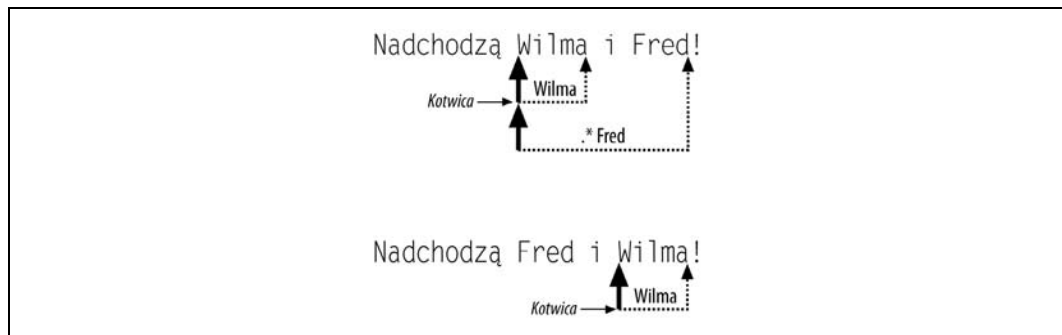 Nadchodzą Wilma i Fred!
Wilma
Kotwica
.* Fred
Nadchodzą Fred i Wilma!
Wilma
Kotwica